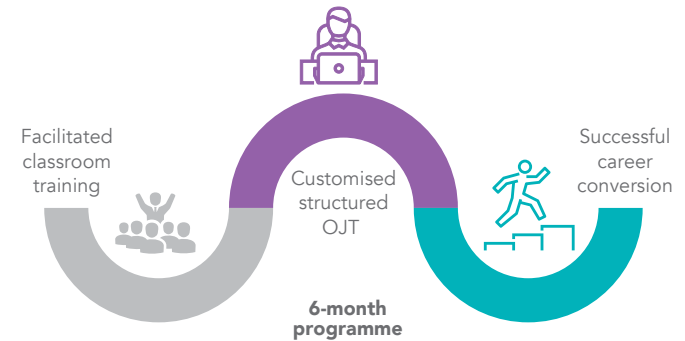 Facilitated
classroom
training
Customised
structured
OJT
Successful
career
conversion
6-month
programme